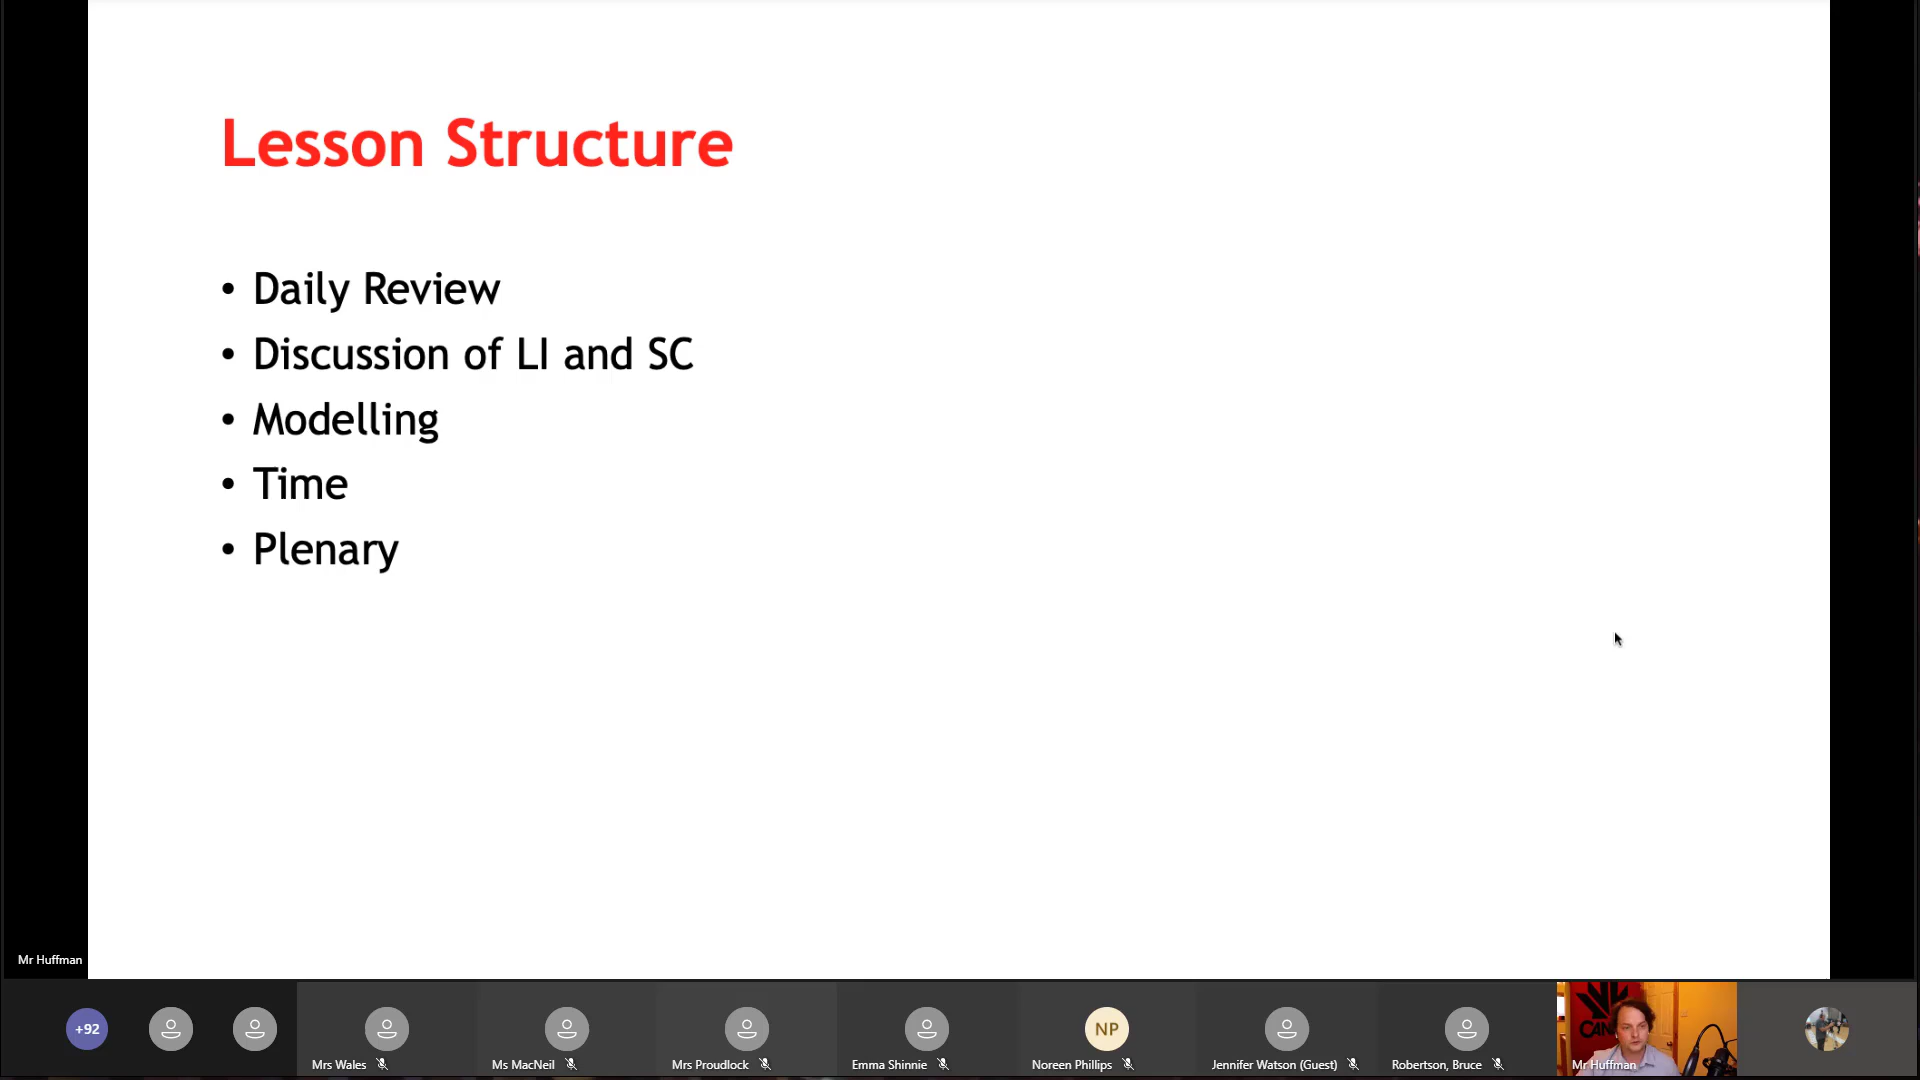 Lesson Structure
• Daily Review
• Discussion of LI and SC
• Modelling
• Time
• Plenary
Mr Huffman
+92
Mrs Wales
Ms MacNeil
Mrs Proudlock
Emma Shinnie
NP
Noreen Phillips
Jennifer Watson (Guest)
Robertson, Bruce
CAN
Mr Huffman